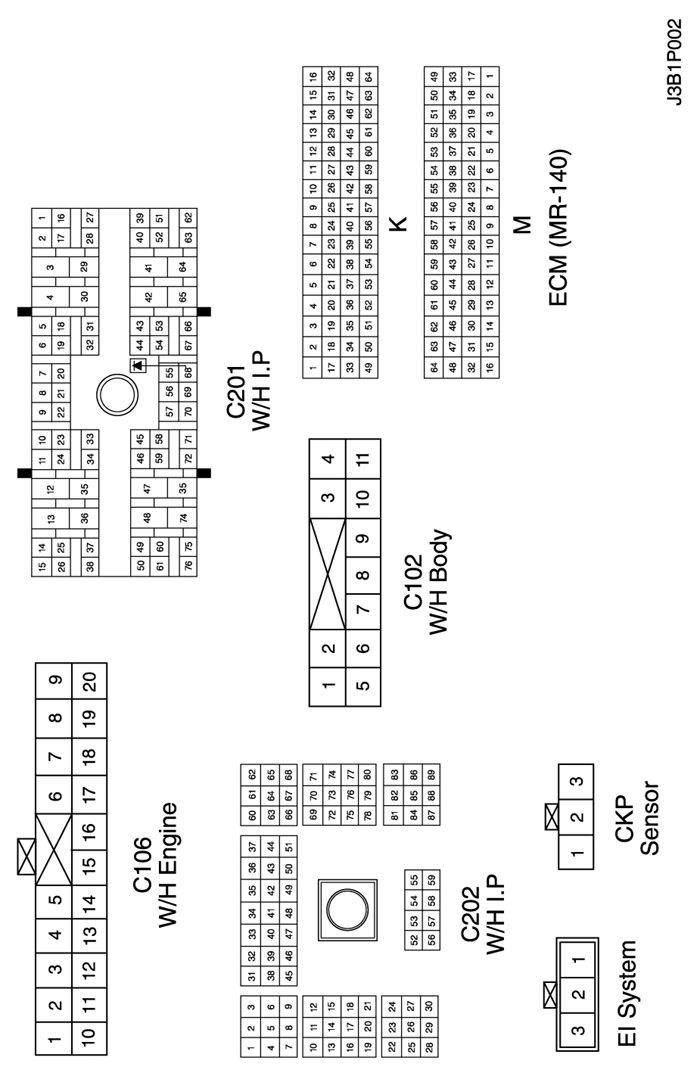 1 2 3 4 5 6 7 8 9
10 11 12 13 14 15 16 17 18 19 20
C106
W/H Engine
15 14 13 12 11 10 9 8 7 6 5 4 3 2 1
26 25 24 23 22 21 20 19 18 17 16
38 37 36 35 34 33 32 31 30 29 28 27
50 49 48 47 46 45 44 43 42 41 40 39
61 60 59 58 57 56 55 54 53 52 51
76 75 74 35 72 71 70 69 68 67 66 65 64 63 62
C201
W/H I.P
1 2 3 31 32 33 34 35 36 37 60 61 62
4 5 6 38 39 40 41 42 43 44 63 64 65
7 8 9 45 46 47 48 49 50 51 66 67 68
10 11 12 69 70 71
13 14 15 72 73 74
16 17 18 75 76 77
19 20 21 78 79 80
22 23 24 52 53 54 55 81 82 83
25 26 27 56 57 58 59 84 85 86
28 29 30 87 88 89
C202
W/H I.P
1 2 3 4
5 6 7 8 9 10 11
C102
W/H Body
1 2 3 4 5 6 7 8 9 10 11 12 13 14 15 16
17 18 19 20 21 22 23 24 25 26 27 28 29 30 31 32
33 34 35 36 37 38 39 40 41 42 43 44 45 46 47 48
49 50 51 52 53 54 55 56 57 58 59 60 61 62 63 64
K
64 63 62 61 60 59 58 57 56 55 54 53 52 51 50 49
48 47 46 45 44 43 42 41 40 39 38 37 36 35 34 33
32 31 30 29 28 27 26 25 24 23 22 21 20 19 18 17
16 15 14 13 12 11 10 9 8 7 6 5 4 3 2 1
M
ECM (MR-140)
3 2 1
EI System
1 2 3
CKP
Sensor
J3B1P002